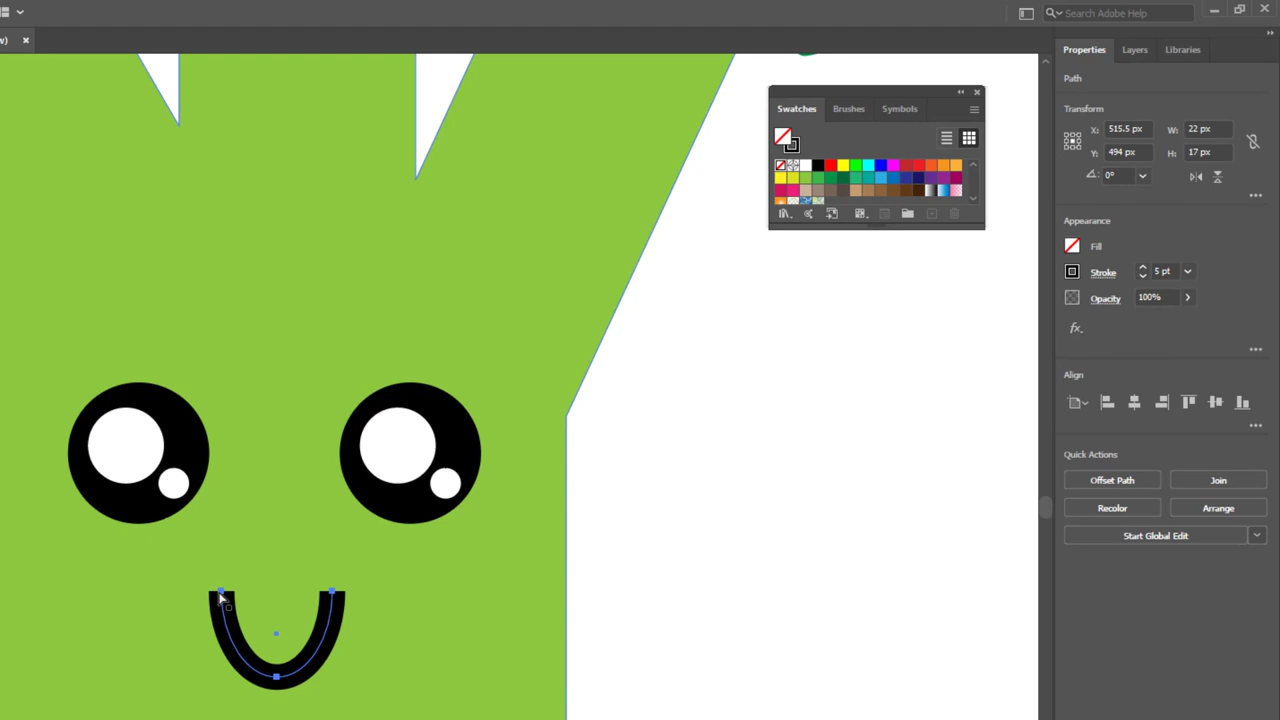 Search Adobe Help
w)
Properties Layers Libraries
Path
Transform
Swatches Brushes Symbols
X: 515.5 px W: 22 px
Y: 494 px H: 17 px
0°
Appearance
Fill
Stroke 5 pt
Opacity 100%
fx.
Align
Quick Actions
Offset Path Join
Recolor Arrange
Start Global Edit